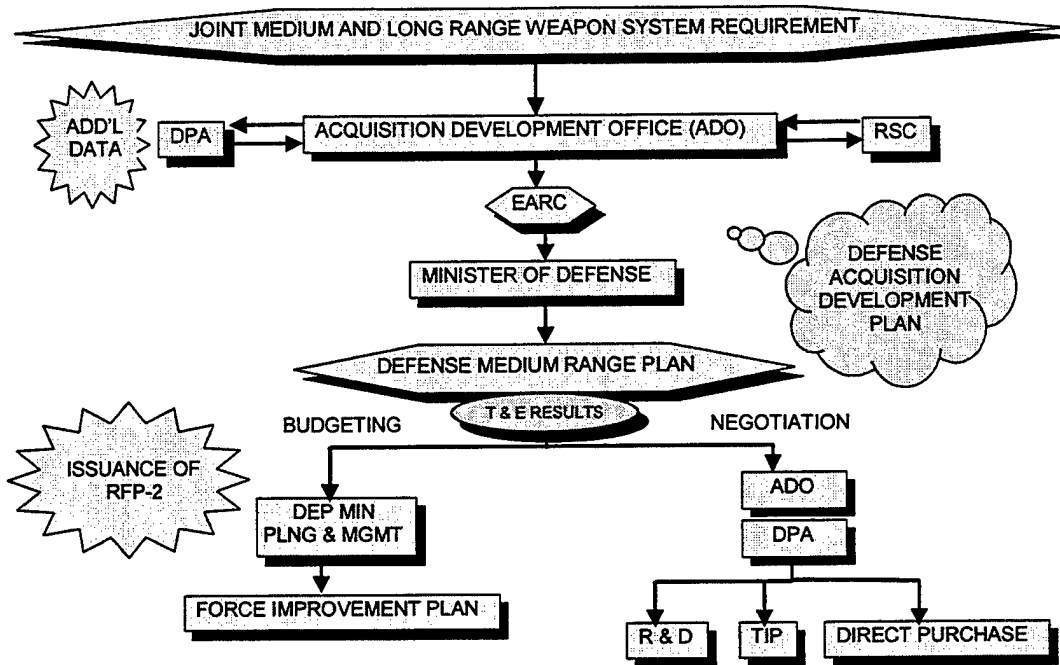 JOINT MEDIUM AND LONG RANGE WEAPON SYSTEM REQUIREMENT
ADD'L
DATA
DPA
ACQUISITION DEVELOPMENT OFFICE (ADO)
RSC
EARC
MINISTER OF DEFENSE
DEFENSE
ACQUISITION
DEVELOPMENT
PLAN
DEFENSE MEDIUM RANGE PLAN
T & E RESULTS
BUDGETING
NEGOTIATION
ISSUANCE OF
RFP-2
DEP MIN
PLNG & MGMT
ADO
DPA
FORCE IMPROVEMENT PLAN
R & D
TIP
DIRECT PURCHASE